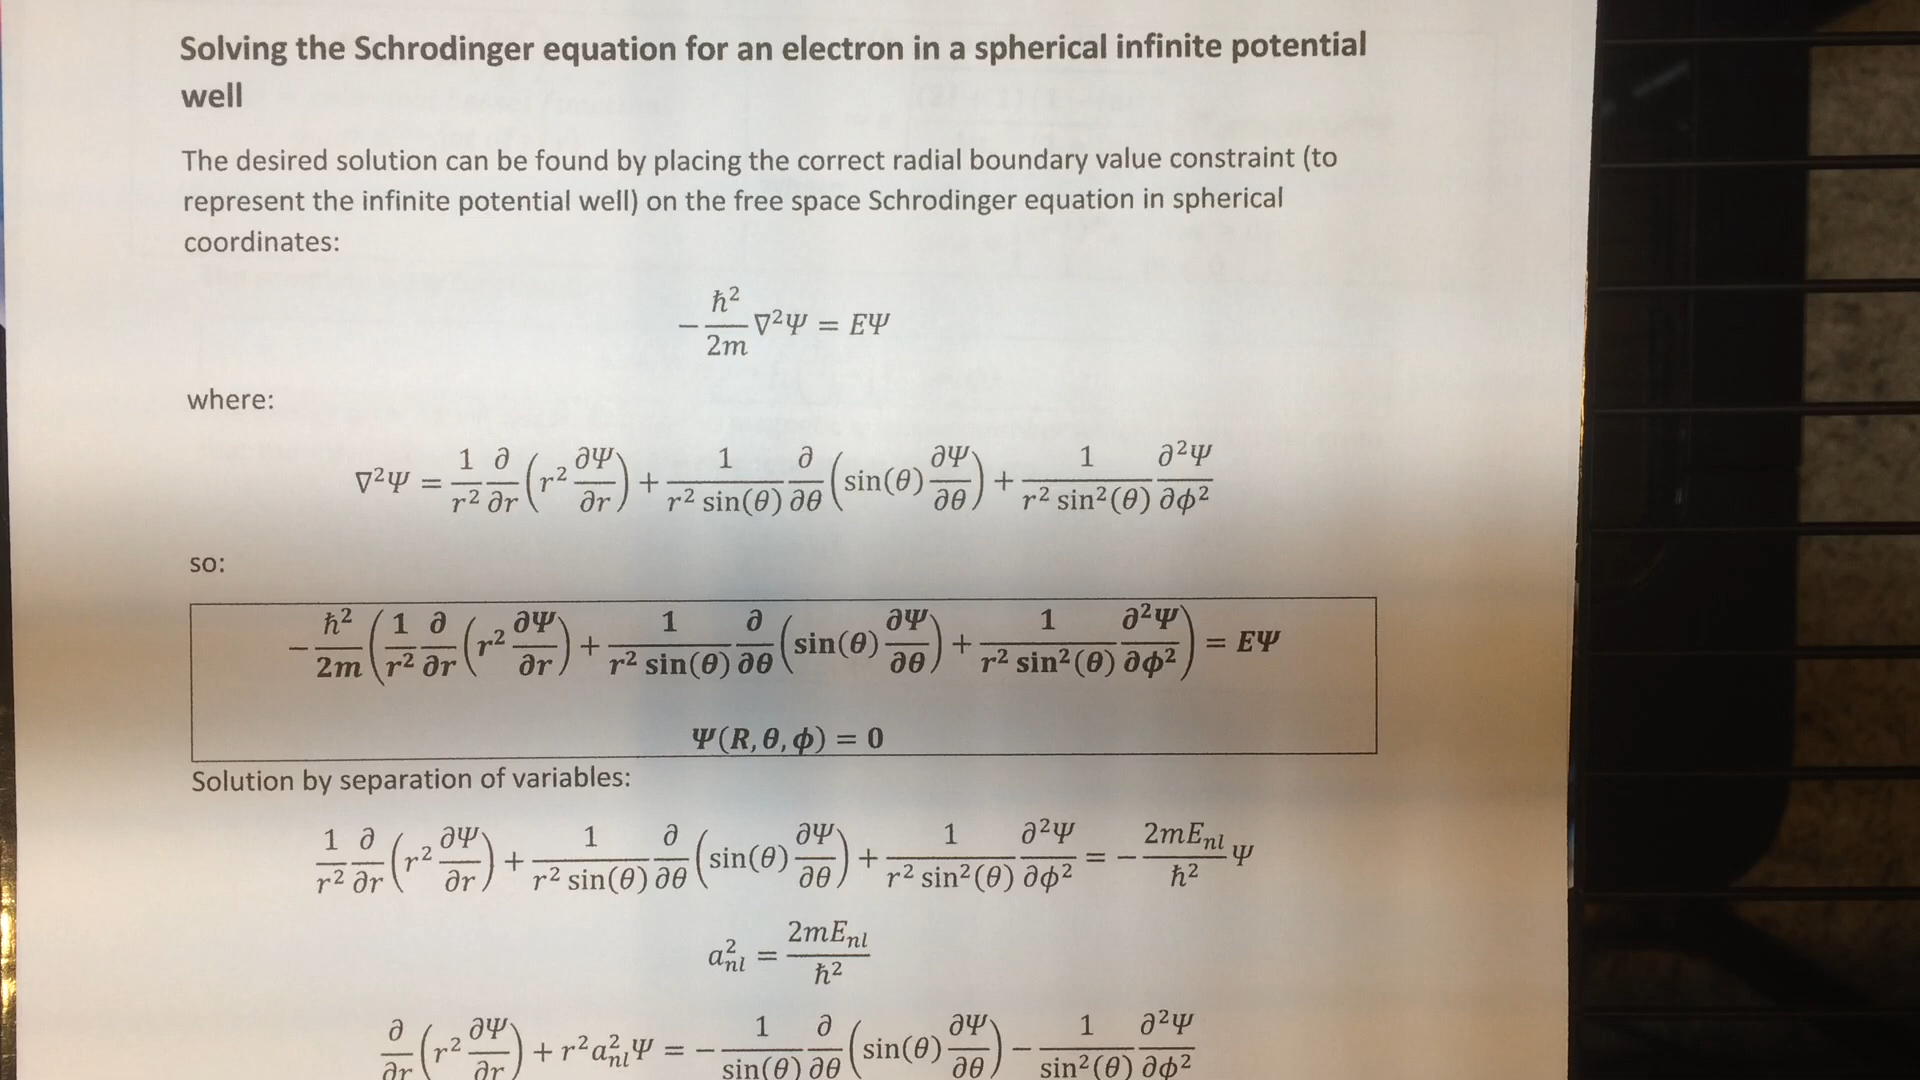 Solving the Schrodinger equation for an electron in a spherical infinite potential
well
The desired solution can be found by placing the correct radial boundary value constraint (to
represent the infinite potential well) on the free space Schrodinger equation in spherical
coordinates:
−ℏ²/2m ∇²Ψ = EΨ
where:
∇²Ψ = 1/r² ∂/∂r (r² ∂Ψ/∂r) + 1/(r² sin(θ)) ∂/∂θ (sin(θ) ∂Ψ/∂θ) + 1/(r² sin²(θ)) ∂²Ψ/∂ϕ²
so:
−ℏ²/2m (1/r² ∂/∂r (r² ∂Ψ/∂r) + 1/(r² sin(θ)) ∂/∂θ (sin(θ) ∂Ψ/∂θ) + 1/(r² sin²(θ)) ∂²Ψ/∂ϕ²) = EΨ
Ψ(R, θ, ϕ) = 0
Solution by separation of variables:
1/r² ∂/∂r (r² ∂Ψ/∂r) + 1/(r² sin(θ)) ∂/∂θ (sin(θ) ∂Ψ/∂θ) + 1/(r² sin²(θ)) ∂²Ψ/∂ϕ² = −2mE_nl/ℏ² Ψ
a²_nl = 2mE_nl/ℏ²
∂/∂r (r² ∂Ψ/∂r) + r²a²_nl Ψ = −1/sin(θ) ∂/∂θ (sin(θ) ∂Ψ/∂θ) − 1/sin²(θ) ∂²Ψ/∂ϕ²